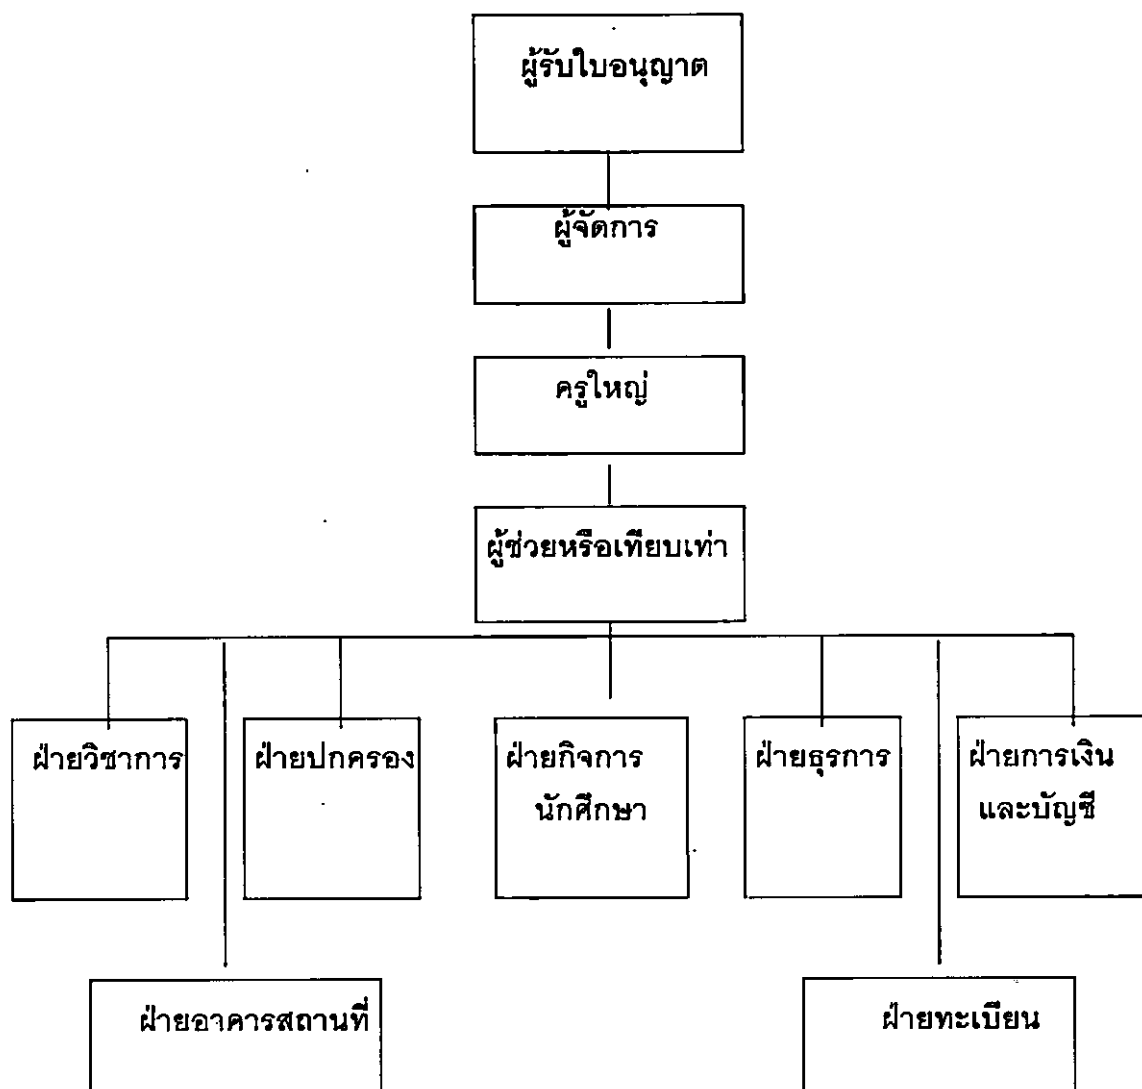 ผู้รับใบอนุญาต
ผู้จัดการ
ครูใหญ่
ผู้ช่วยหรือเทียบเท่า
ฝ่ายวิชาการ
ฝ่ายปกครอง
ฝ่ายกิจการ
นักศึกษา
ฝ่ายธุรการ
ฝ่ายการเงิน
และบัญชี
ฝ่ายอาคารสถานที่
ฝ่ายทะเบียน